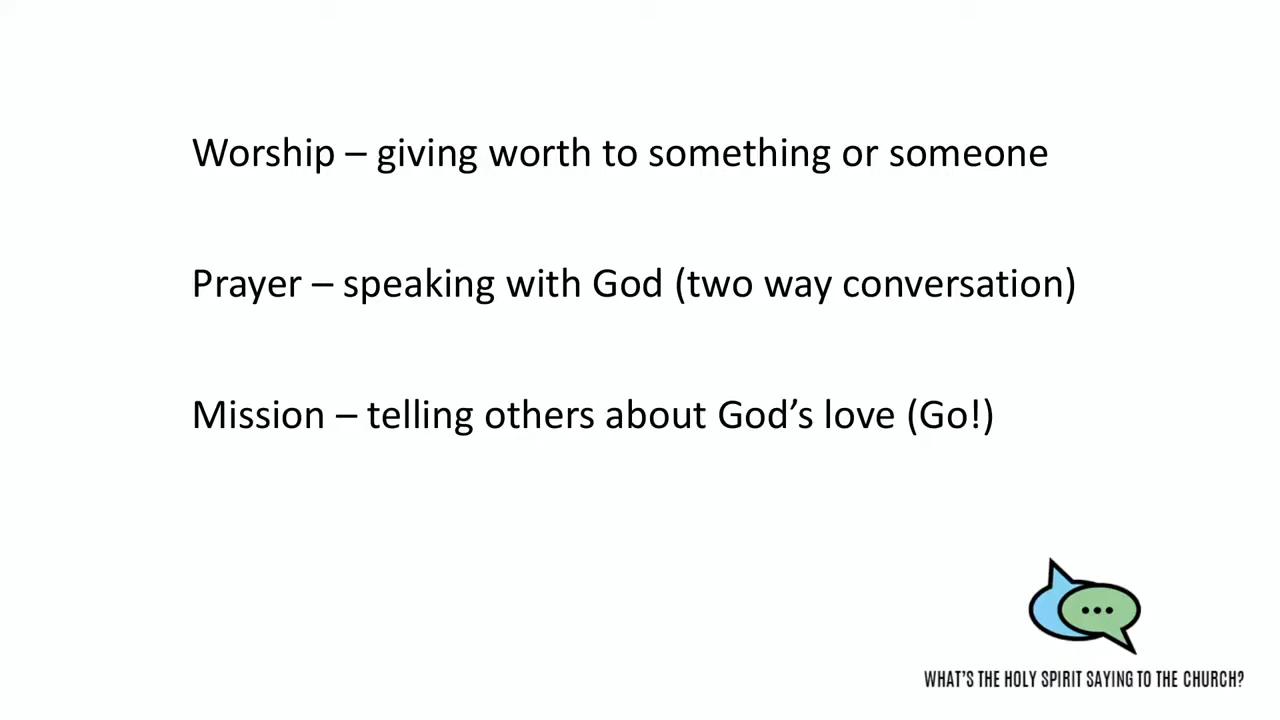 Worship – giving worth to something or someone
Prayer – speaking with God (two way conversation)
Mission – telling others about God’s love (Go!)
WHAT’S THE HOLY SPIRIT SAYING TO THE CHURCH?